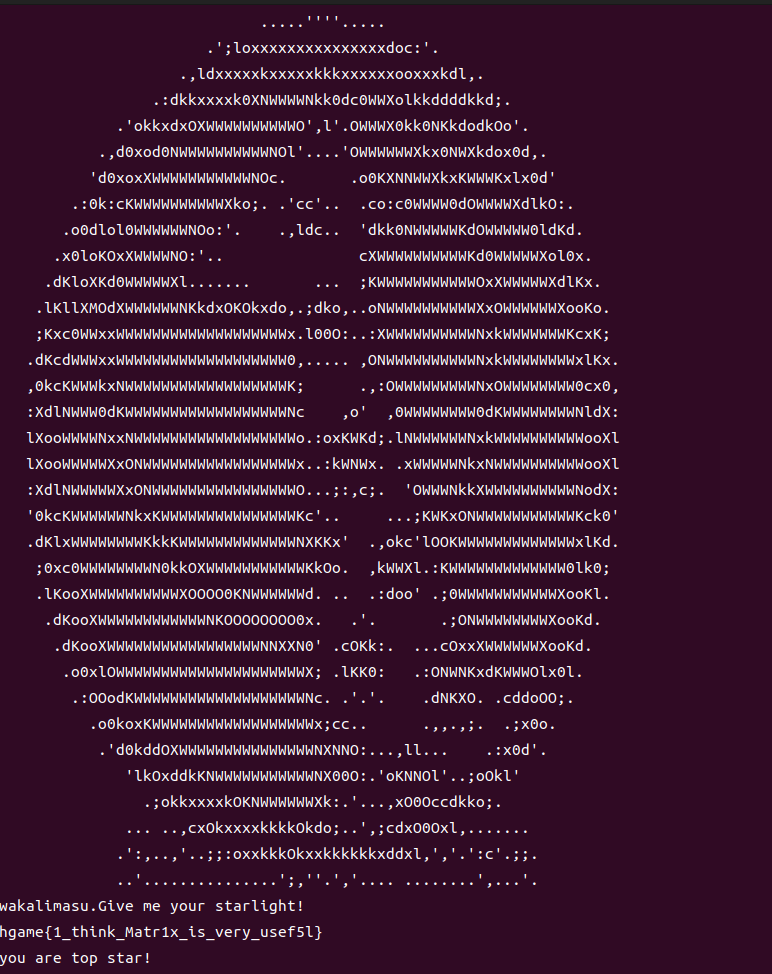 wakalimasu.Give me your starlight!
hgame{1_think_Matr1x_is_very_usef5l}
you are top star!